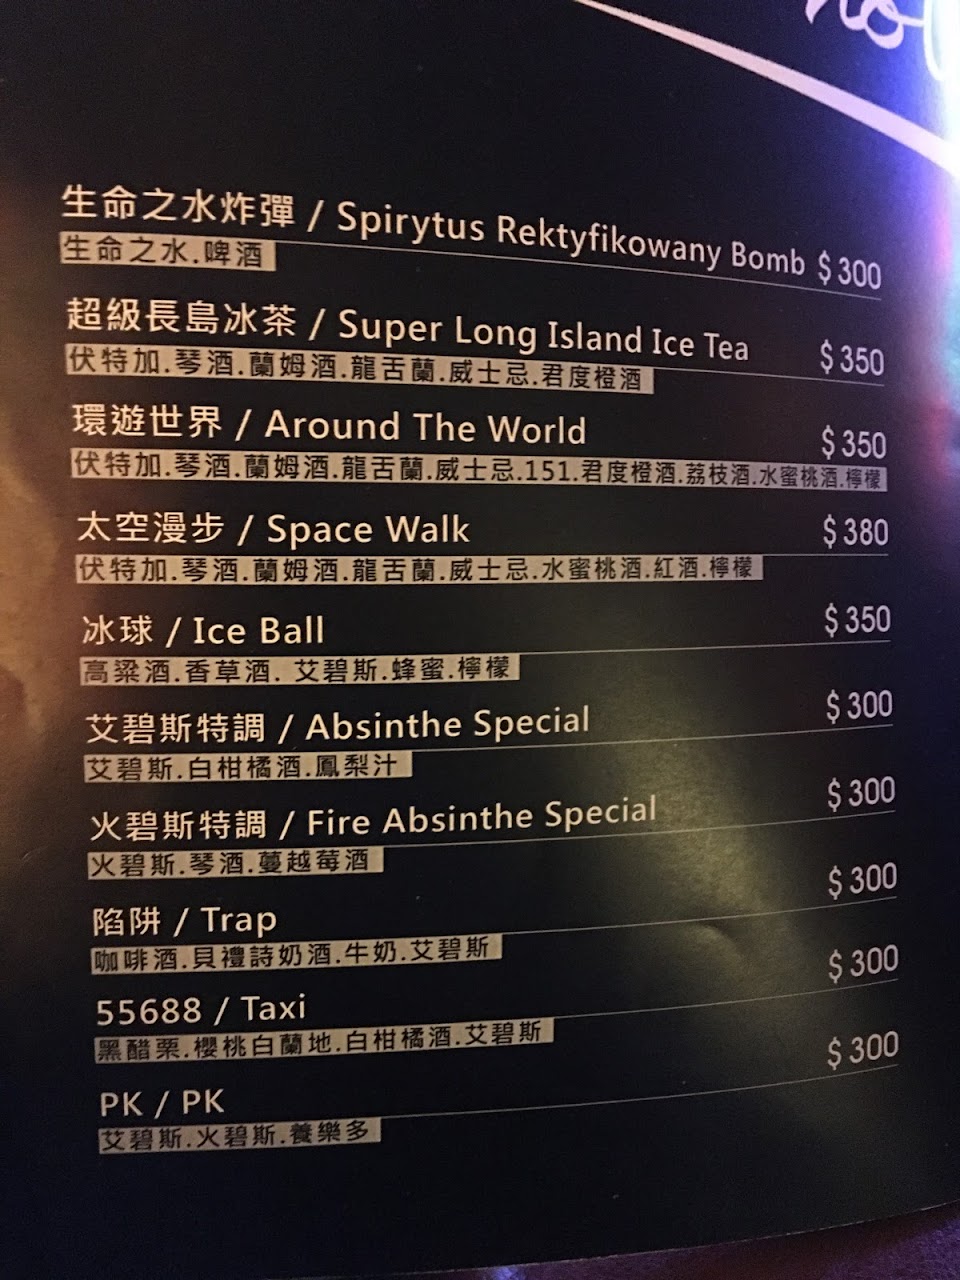 生命之水炸彈 / Spirytus Rektyfikowany Bomb $300
生命之水.啤酒
超級長島冰茶 / Super Long Island Ice Tea $350
伏特加.琴酒.蘭姆酒.龍舌蘭.威士忌.君度橙酒
環遊世界 / Around The World $350
伏特加.琴酒.蘭姆酒.龍舌蘭.威士忌.151.君度橙酒.荔枝酒.水蜜桃酒.檸檬
太空漫步 / Space Walk $380
伏特加.琴酒.蘭姆酒.龍舌蘭.威士忌.水蜜桃酒.紅酒.檸檬
冰球 / Ice Ball $350
高粱酒.香草酒. 艾碧斯.蜂蜜.檸檬
艾碧斯特調 / Absinthe Special $300
艾碧斯.白柑橘酒.鳳梨汁
火碧斯特調 / Fire Absinthe Special $300
火碧斯.琴酒.蔓越莓酒
陷阱 / Trap $300
咖啡酒.貝禮詩奶酒.牛奶.艾碧斯
55688 / Taxi $300
黑醋栗.櫻桃白蘭地.白柑橘酒.艾碧斯
PK / PK $300
艾碧斯.火碧斯.養樂多